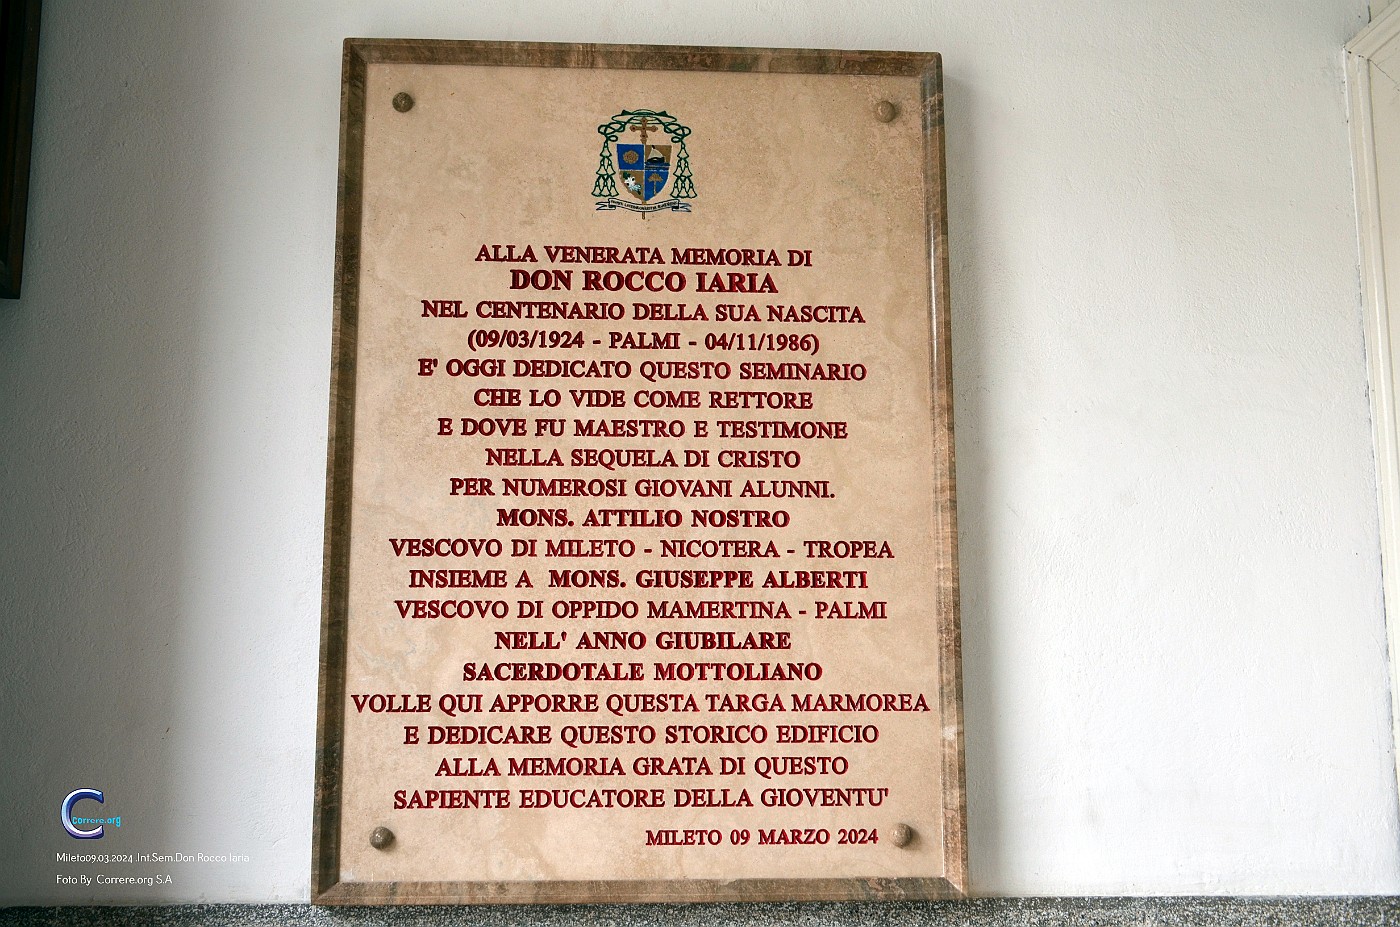 ALLA VENERATA MEMORIA DI
DON ROCCO IARIA
NEL CENTENARIO DELLA SUA NASCITA
(09/03/1924 - PALMI - 04/11/1986)
E' OGGI DEDICATO QUESTO SEMINARIO
CHE LO VIDE COME RETTORE
E DOVE FU MAESTRO E TESTIMONE
NELLA SEQUELA DI CRISTO
PER NUMEROSI GIOVANI ALUNNI.
MONS. ATTILIO NOSTRO
VESCOVO DI MILETO - NICOTERA - TROPEA
INSIEME A MONS. GIUSEPPE ALBERTI
VESCOVO DI OPPIDO MAMERTINA - PALMI
NELL' ANNO GIUBILARE
SACERDOTALE MOTTOLIANO
VOLLE QUI APPORRE QUESTA TARGA MARMOREA
E DEDICARE QUESTO STORICO EDIFICIO
ALLA MEMORIA GRATA DI QUESTO
SAPIENTE EDUCATORE DELLA GIOVENTU'
MILETO 09 MARZO 2024
Correre.org
Mileto09.03.2024 .Int.Sem.Don Rocco Iaria
Foto By Correre.org S.A